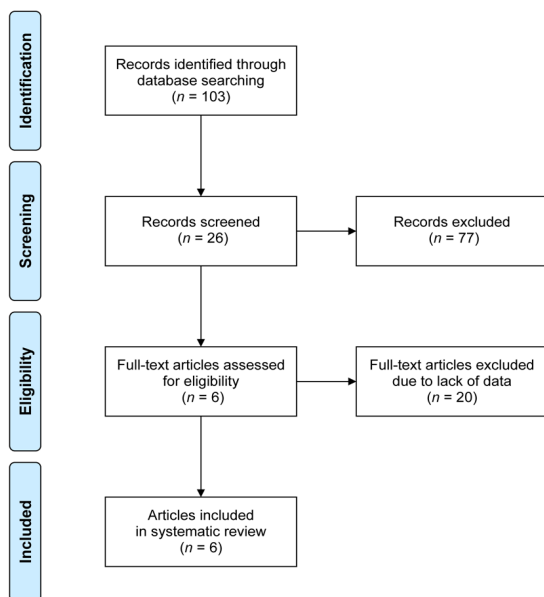 Identification
Records identified through
database searching
(n = 103)
Screening
Records screened
(n = 26)
Records excluded
(n = 77)
Eligibility
Full-text articles assessed
for eligibility
(n = 6)
Full-text articles excluded
due to lack of data
(n = 20)
Included
Articles included
in systematic review
(n = 6)